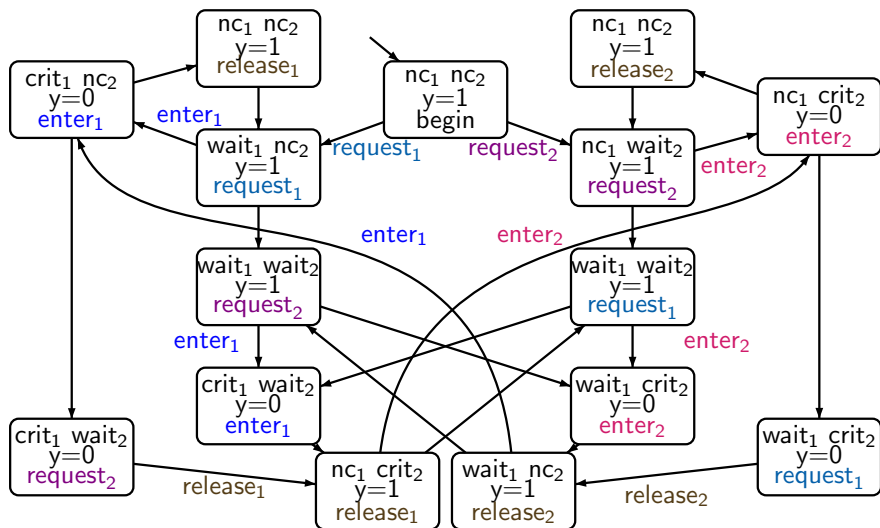 nc₁ nc₂
y=1
release₁
nc₁ nc₂
y=1
begin
nc₁ nc₂
y=1
release₂
crit₁ nc₂
y=0
enter₁
nc₁ crit₂
y=0
enter₂
enter₁
wait₁ nc₂
y=1
request₁
request₁
request₂
nc₁ wait₂
y=1
request₂
enter₂
enter₁
enter₂
wait₁ wait₂
y=1
request₂
wait₁ wait₂
y=1
request₁
enter₁
enter₂
crit₁ wait₂
y=0
enter₁
wait₁ crit₂
y=0
enter₂
crit₁ wait₂
y=0
request₂
wait₁ crit₂
y=0
request₁
release₁
nc₁ crit₂
y=1
release₁
wait₁ nc₂
y=1
release₂
release₂